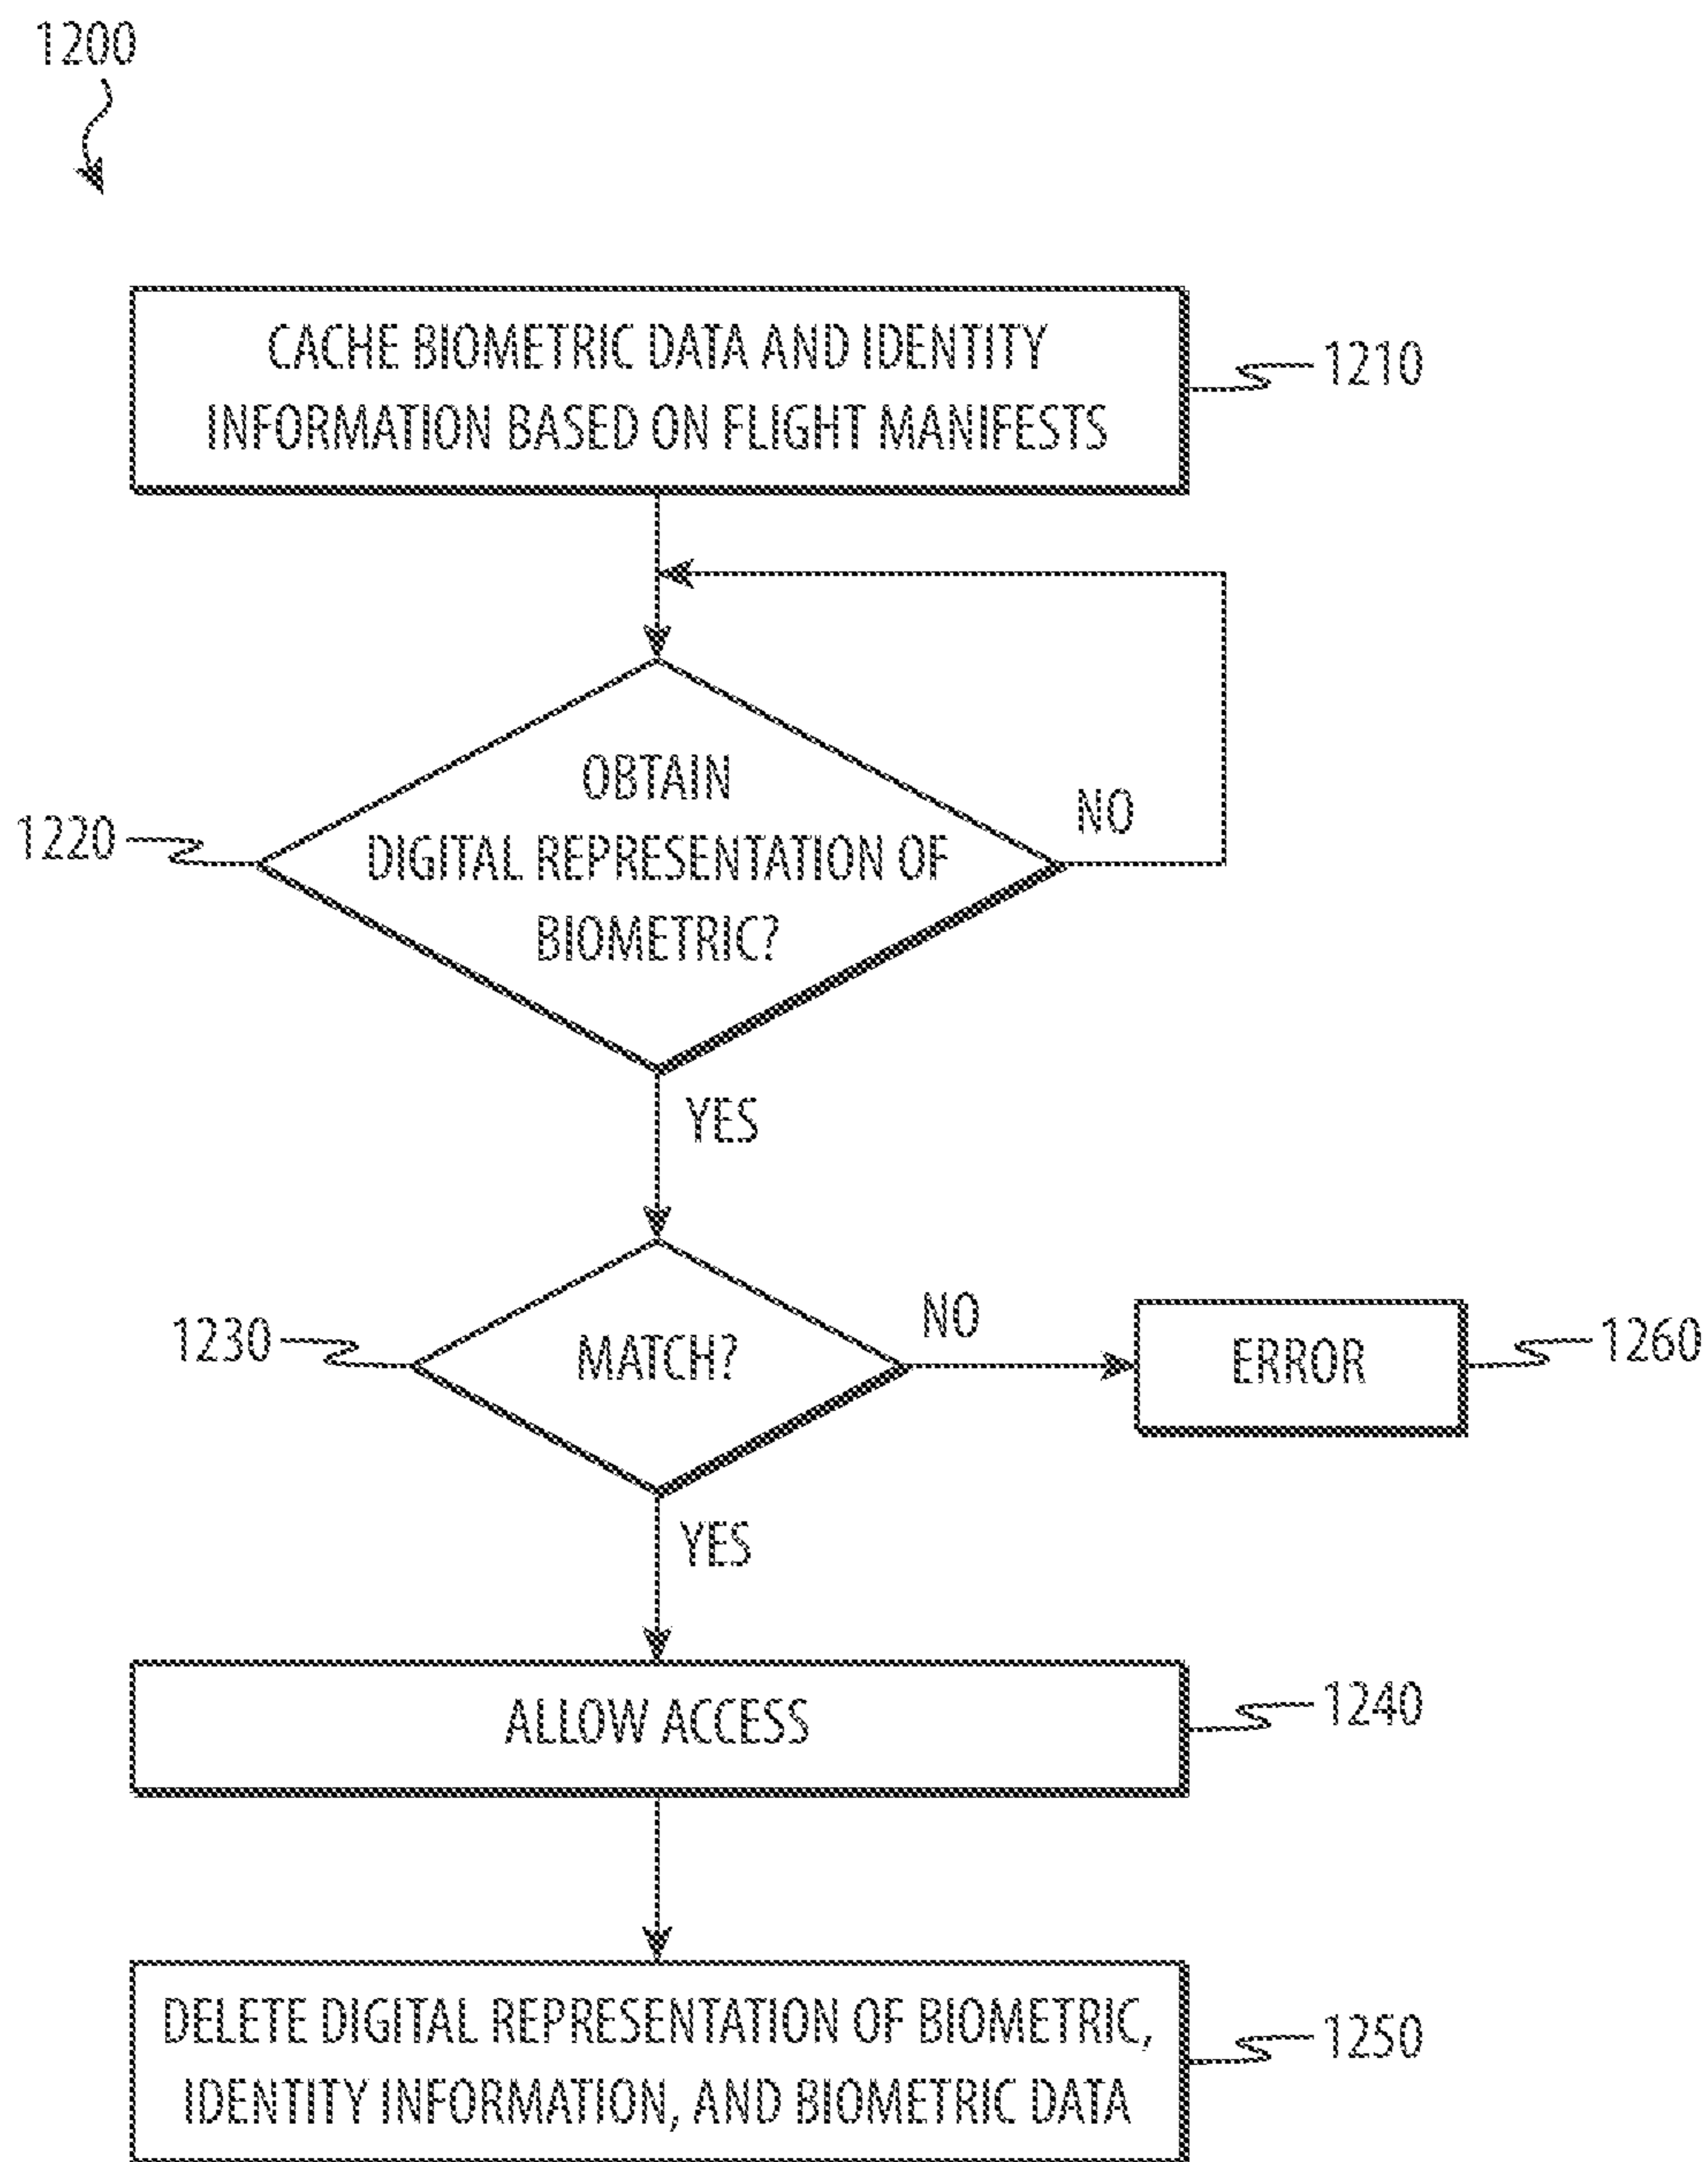 1200
CACHE BIOMETRIC DATA AND IDENTITY
INFORMATION BASED ON FLIGHT MANIFESTS
1210
OBTAIN
DIGITAL REPRESENTATION OF
BIOMETRIC?
NO
1220
YES
1230
MATCH?
NO
ERROR
1260
YES
ALLOW ACCESS
1240
DELETE DIGITAL REPRESENTATION OF BIOMETRIC,
IDENTITY INFORMATION, AND BIOMETRIC DATA
1250